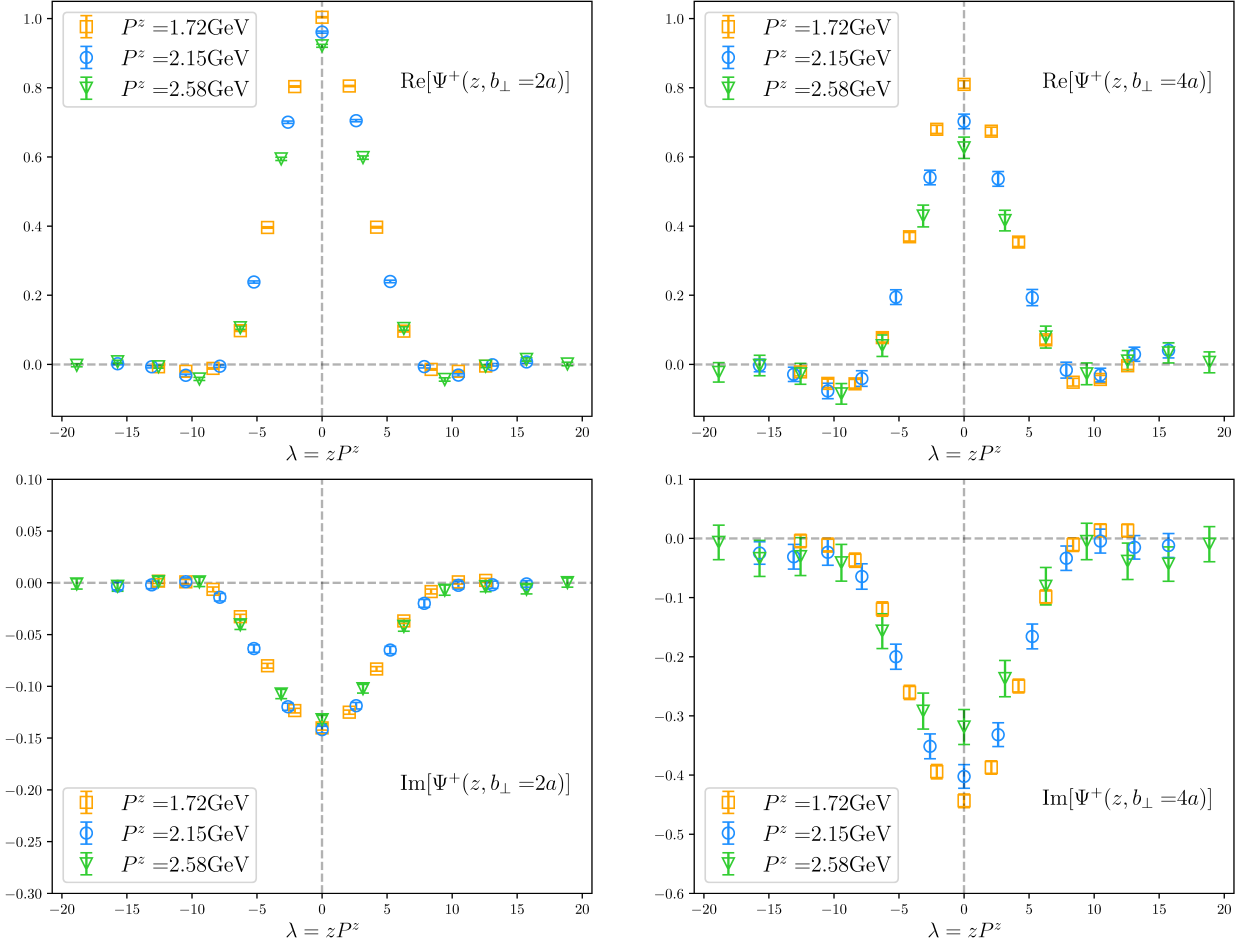 1.0
0.8
0.6
0.4
0.2
0.0
P^z =1.72GeV
P^z =2.15GeV
P^z =2.58GeV
Re[Ψ⁺(z, b⊥ =2a)]
−20 −15 −10 −5 0 5 10 15 20
λ = zP^z
1.0
0.8
0.6
0.4
0.2
0.0
P^z =1.72GeV
P^z =2.15GeV
P^z =2.58GeV
Re[Ψ⁺(z, b⊥ =4a)]
−20 −15 −10 −5 0 5 10 15 20
λ = zP^z
0.10
0.05
0.00
−0.05
−0.10
−0.15
−0.20
−0.25
−0.30
Im[Ψ⁺(z, b⊥ =2a)]
P^z =1.72GeV
P^z =2.15GeV
P^z =2.58GeV
−20 −15 −10 −5 0 5 10 15 20
λ = zP^z
0.1
0.0
−0.1
−0.2
−0.3
−0.4
−0.5
−0.6
Im[Ψ⁺(z, b⊥ =4a)]
P^z =1.72GeV
P^z =2.15GeV
P^z =2.58GeV
−20 −15 −10 −5 0 5 10 15 20
λ = zP^z